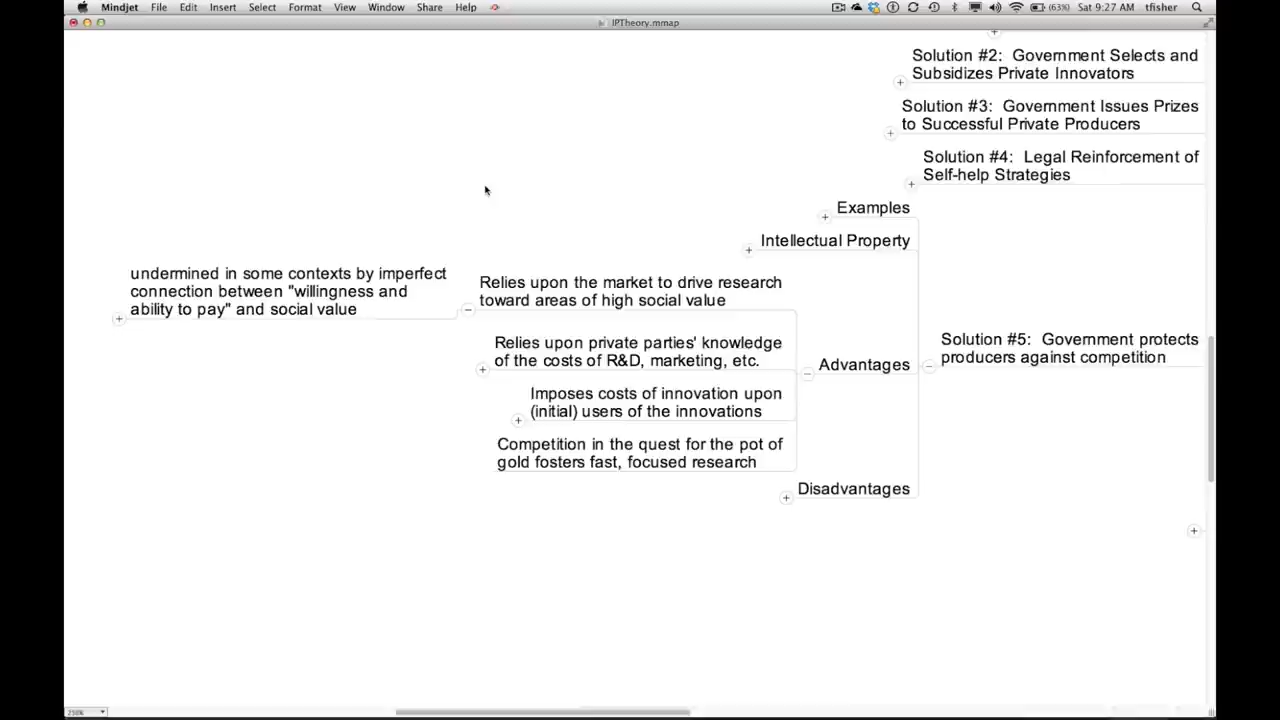 Mindjet File Edit Insert Select Format View Window Share Help
(63%) Sat 9:27 AM tfisher
IPTheory.mmap
Solution #2: Government Selects and
Subsidizes Private Innovators
Solution #3: Government Issues Prizes
to Successful Private Producers
Solution #4: Legal Reinforcement of
Self-help Strategies
Examples
Intellectual Property
undermined in some contexts by imperfect
connection between "willingness and
ability to pay" and social value
Relies upon the market to drive research
toward areas of high social value
Relies upon private parties' knowledge
of the costs of R&D, marketing, etc.
Imposes costs of innovation upon
(initial) users of the innovations
Competition in the quest for the pot of
gold fosters fast, focused research
Advantages
Solution #5: Government protects
producers against competition
Disadvantages